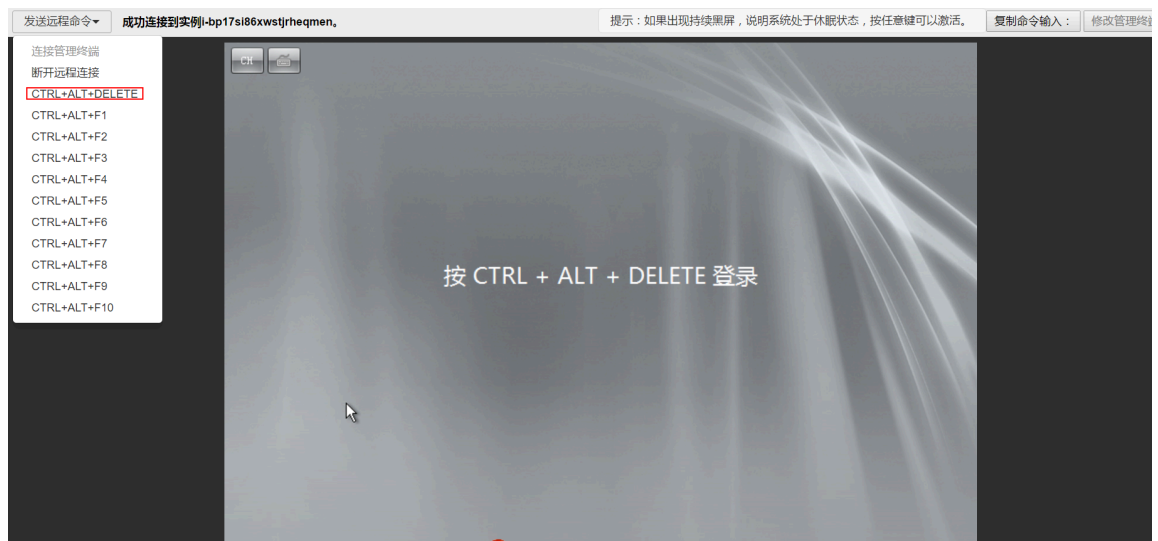 发送远程命令 成功连接到实例i-bp17si86xwstjrheqmen。 提示：如果出现持续黑屏，说明系统处于休眠状态，按任意键可以激活。 复制命令输入： 修改管理终端
连接管理终端
断开远程连接
CTRL+ALT+DELETE
CTRL+ALT+F1
CTRL+ALT+F2
CTRL+ALT+F3
CTRL+ALT+F4
CTRL+ALT+F5
CTRL+ALT+F6
CTRL+ALT+F7
CTRL+ALT+F8
CTRL+ALT+F9
CTRL+ALT+F10
CH
按 CTRL + ALT + DELETE 登录